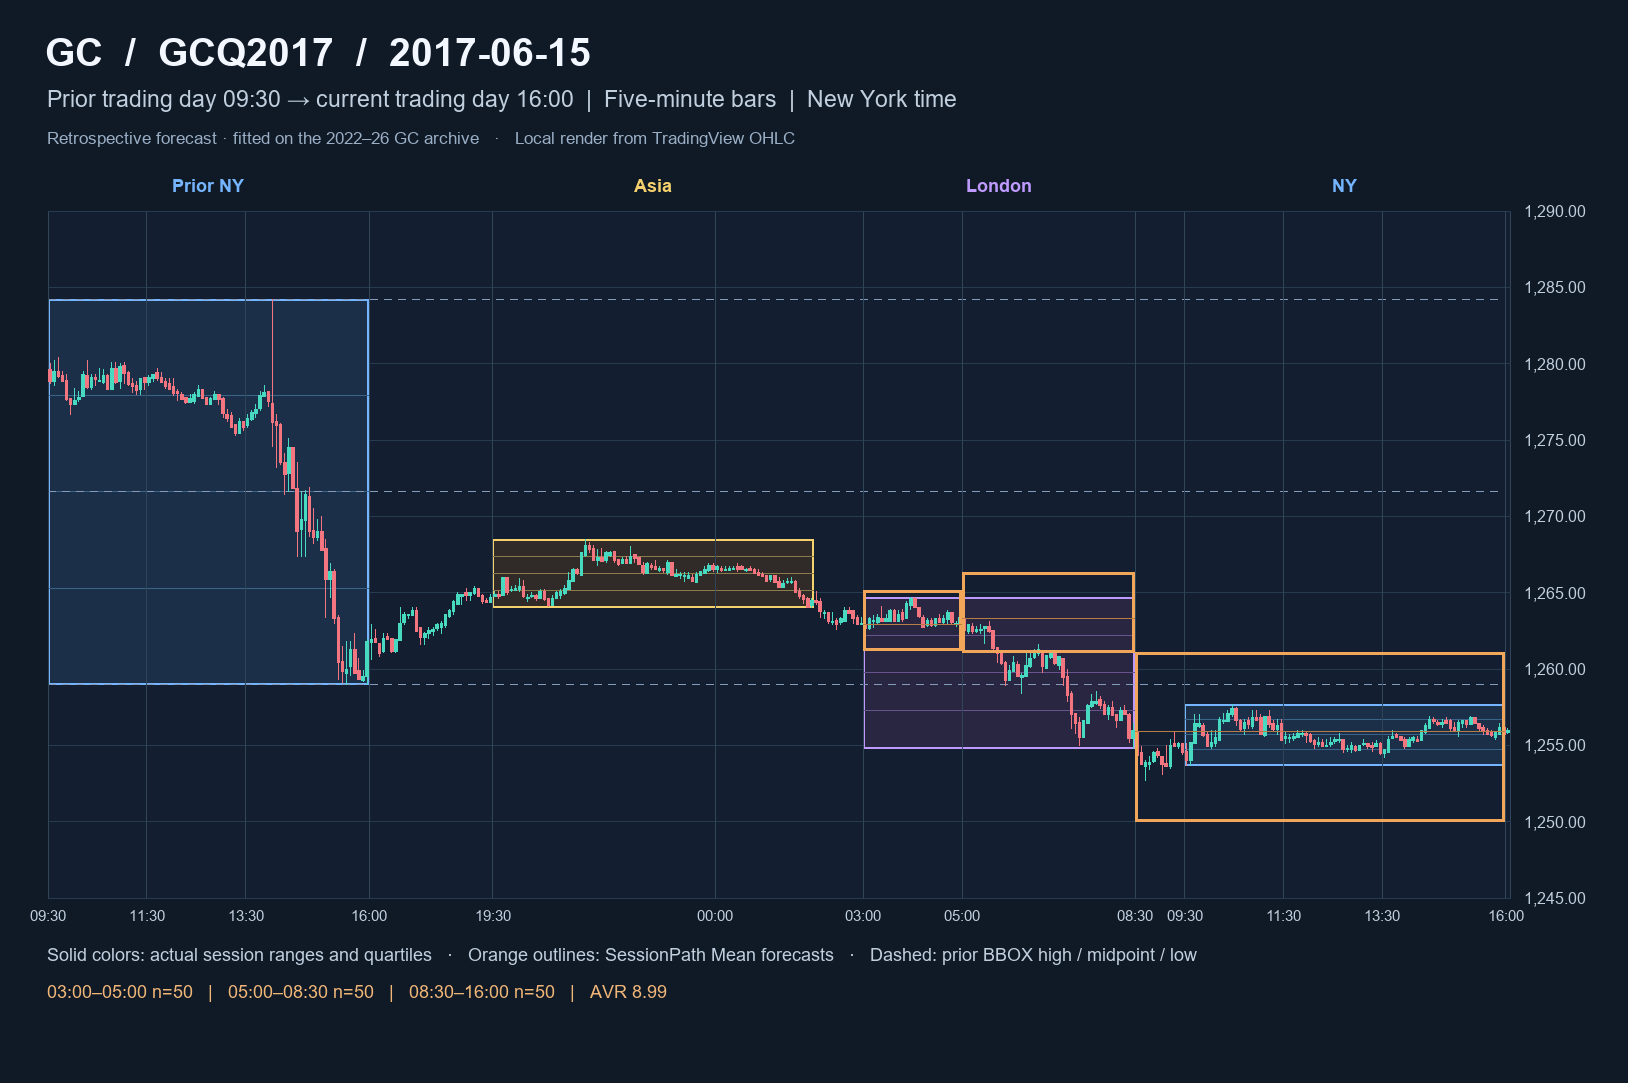 GC / GCQ2017 / 2017-06-15
Prior trading day 09:30 → current trading day 16:00 | Five-minute bars | New York time
Retrospective forecast · fitted on the 2022–26 GC archive · Local render from TradingView OHLC
Prior NY Asia London NY
1,290.00
1,285.00
1,280.00
1,275.00
1,270.00
1,265.00
1,260.00
1,255.00
1,250.00
1,245.00
09:30 11:30 13:30 16:00 19:30 00:00 03:00 05:00 08:30 09:30 11:30 13:30 16:00
Solid colors: actual session ranges and quartiles · Orange outlines: SessionPath Mean forecasts · Dashed: prior BBOX high / midpoint / low
03:00–05:00 n=50 | 05:00–08:30 n=50 | 08:30–16:00 n=50 | AVR 8.99